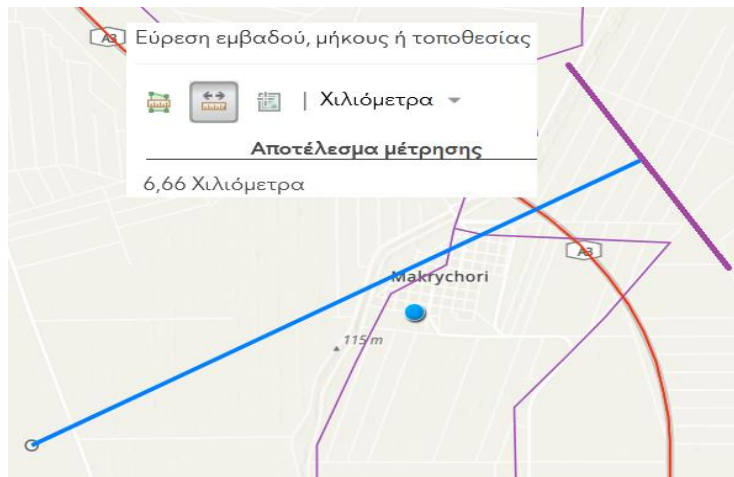 A3
Εύρεση εμβαδού, μήκους ή τοποθεσίας
| Χιλιόμετρα
Αποτέλεσμα μέτρησης
6,66 Χιλιόμετρα
A3
Makrychori
115 m